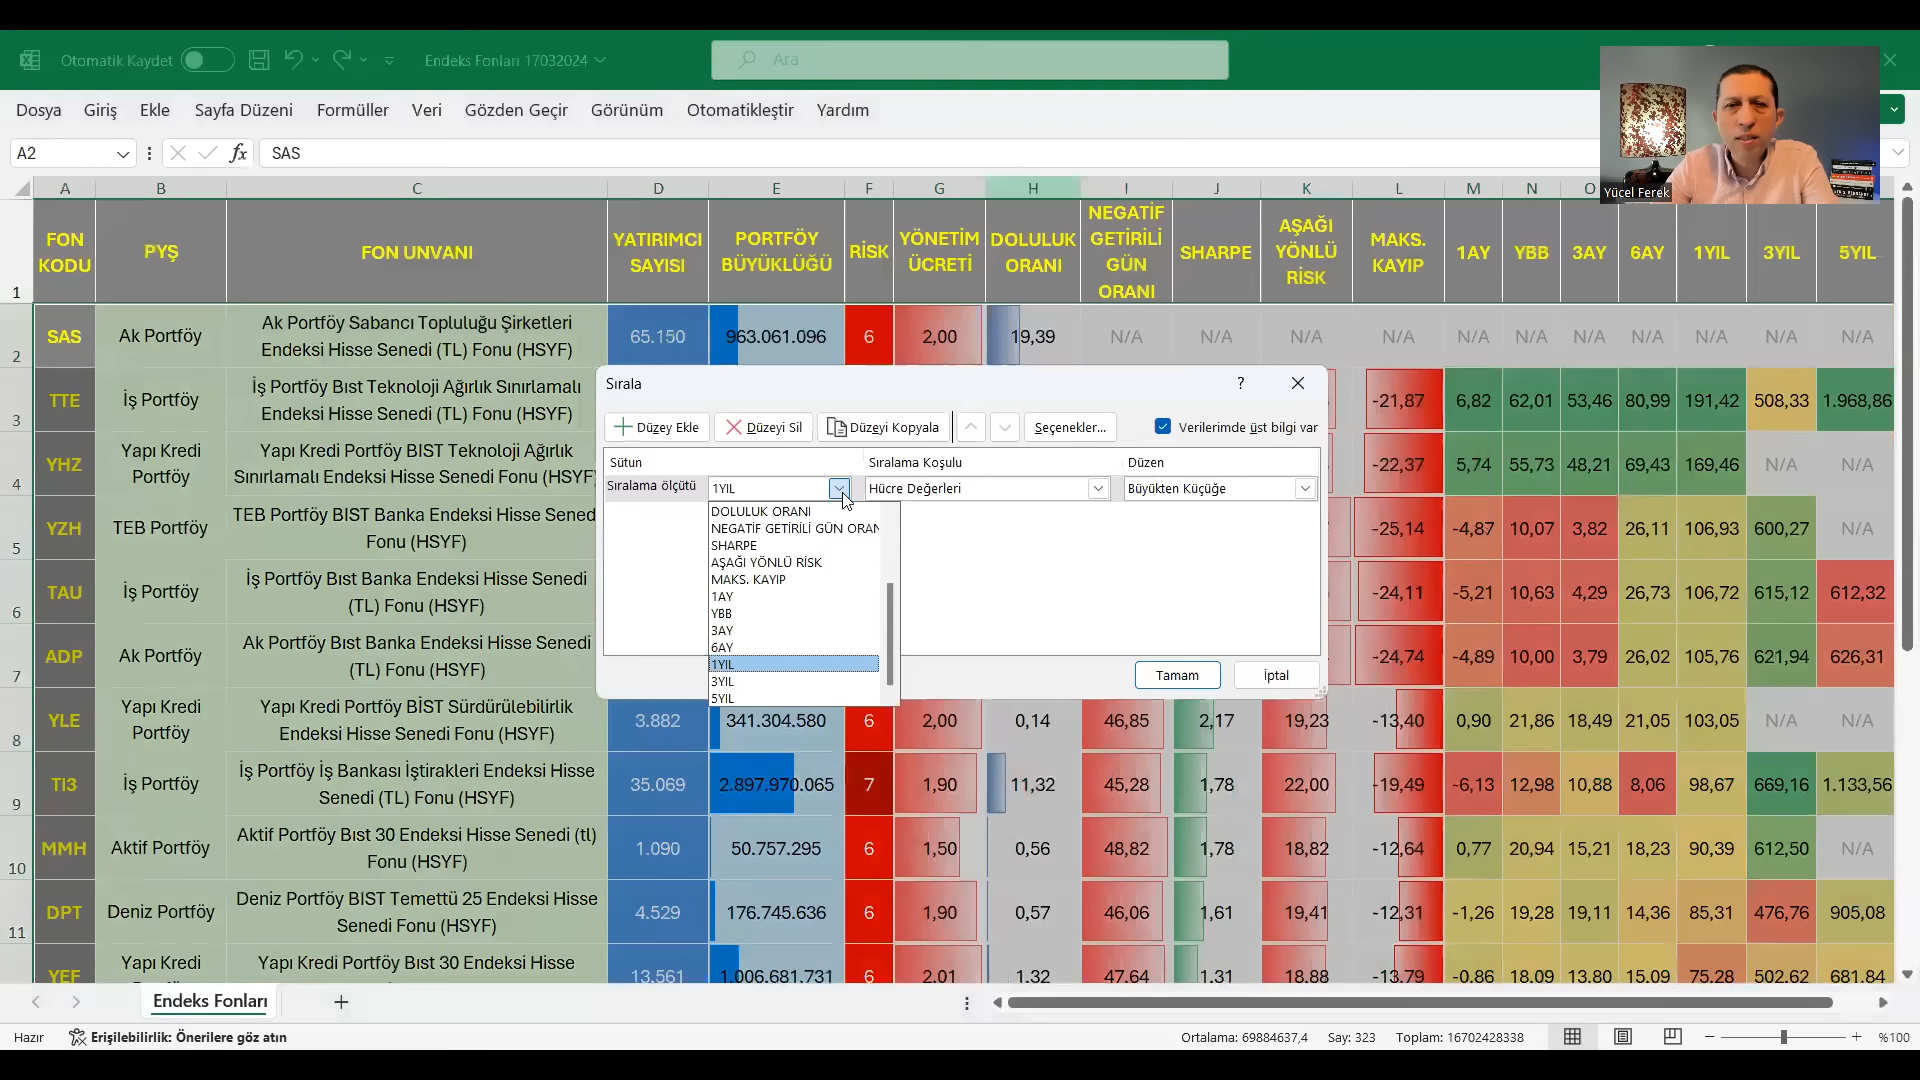 Otomatik Kaydet
Endeks Fonları 17032024
Ara
Dosya Giriş Ekle Sayfa Düzeni Formüller Veri Gözden Geçir Görünüm Otomatikleştir Yardım
Yücel Ferek
A2
fx
SAS
A B C D E F G H I J K L M N O
1 FON KODU PYŞ FON UNVANI YATIRIMCI SAYISI PORTFÖY BÜYÜKLÜĞÜ RİSK YÖNETİM ÜCRETİ DOLULUK ORANI NEGATİF GETİRİLİ GÜN ORANI SHARPE AŞAĞI YÖNLÜ RİSK MAKS. KAYIP 1AY YBB 3AY 6AY 1YIL 3YIL 5YIL
2 SAS Ak Portföy Ak Portföy Sabancı Topluluğu Şirketleri Endeksi Hisse Senedi (TL) Fonu (HSYF) 65.150 963.061.096 6 2,00 19,39 N/A N/A N/A N/A N/A N/A N/A N/A N/A N/A N/A
3 TTE İş Portföy İş Portföy Bıst Teknoloji Ağırlık Sınırlamalı Endeksi Hisse Senedi (TL) Fonu (HSYF) -21,87 6,82 62,01 53,46 80,99 191,42 508,33 1.968,86
4 YHZ Yapı Kredi Portföy Yapı Kredi Portföy BIST Teknoloji Ağırlık Sınırlamalı Endeksi Hisse Senedi Fonu (HSYF) -22,37 5,74 55,73 48,21 69,43 169,46 N/A N/A
5 YZH TEB Portföy TEB Portföy BIST Banka Endeksi Hisse Sened Fonu (HSYF) -25,14 -4,87 10,07 3,82 26,11 106,93 600,27 N/A
6 TAU İş Portföy İş Portföy Bıst Banka Endeksi Hisse Senedi (TL) Fonu (HSYF) -24,11 -5,21 10,63 4,29 26,73 106,72 615,12 612,32
7 ADP Ak Portföy Ak Portföy Bıst Banka Endeksi Hisse Senedi (TL) Fonu (HSYF) -24,74 -4,89 10,00 3,79 26,02 105,76 621,94 626,31
8 YLE Yapı Kredi Portföy Yapı Kredi Portföy BİST Sürdürülebilirlik Endeksi Hisse Senedi Fonu (HSYF) 3.882 341.304.580 6 2,00 0,14 46,85 2,17 19,23 -13,40 0,90 21,86 18,49 21,05 103,05 N/A N/A
9 TI3 İş Portföy İş Portföy İş Bankası İştirakleri Endeksi Hisse Senedi (TL) Fonu (HSYF) 35.069 2.897.970.065 7 1,90 11,32 45,28 1,78 22,00 -19,49 -6,13 12,98 10,88 8,06 98,67 669,16 1.133,56
10 MMH Aktif Portföy Aktif Portföy Bıst 30 Endeksi Hisse Senedi (tl) Fonu (HSYF) 1.090 50.757.295 6 1,50 0,56 48,82 1,78 18,82 -12,64 0,77 20,94 15,21 18,23 90,39 612,50 N/A
11 DPT Deniz Portföy Deniz Portföy BIST Temettü 25 Endeksi Hisse Senedi Fonu (HSYF) 4.529 176.745.636 6 1,90 0,57 46,06 1,61 19,41 -12,31 -1,26 19,28 19,11 14,36 85,31 476,76 905,08
YEF Yapı Kredi Yapı Kredi Portföy Bıst 30 Endeksi Hisse 13.561 1.006.681.731 6 2,01 1,32 47,64 1,31 18,88 -13,79 -0,86 18,09 13,80 15,09 75,28 502,62 681,84
Sırala
?
Düzey Ekle Düzeyi Sil Düzeyi Kopyala Seçenekler... Verilerimde üst bilgi var
Sütun Sıralama Koşulu Düzen
Sıralama ölçütü 1YIL Hücre Değerleri Büyükten Küçüğe
DOLULUK ORANI
NEGATİF GETİRİLİ GÜN ORAN
SHARPE
AŞAĞI YÖNLÜ RİSK
MAKS. KAYIP
1AY
YBB
3AY
6AY
1YIL
3YIL
5YIL
Tamam İptal
Endeks Fonları
Hazır Erişilebilirlik: Önerilere göz atın Ortalama: 69884637,4 Say: 323 Toplam: 16702428338 %100